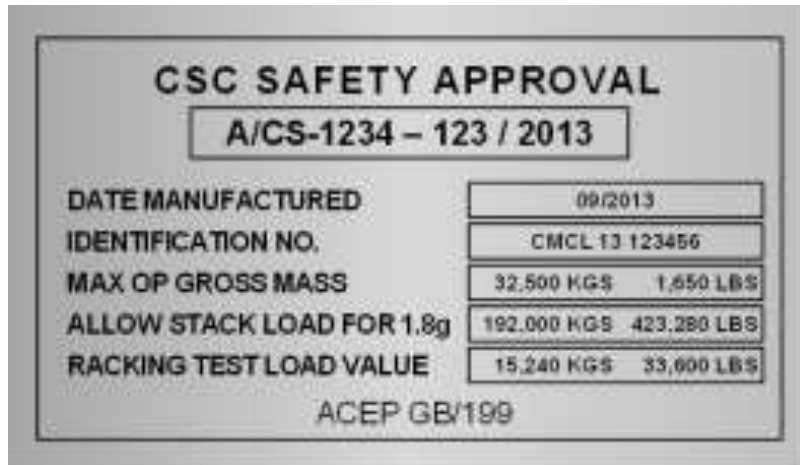 CSC SAFETY APPROVAL
A/CS-1234 – 123 / 2013
DATE MANUFACTURED 09/2013
IDENTIFICATION NO. CMCL 13 123456
MAX OP GROSS MASS 32,500 KGS 1,650 LBS
ALLOW STACK LOAD FOR 1.8g 192,000 KGS 423,280 LBS
RACKING TEST LOAD VALUE 15,240 KGS 33,600 LBS
ACEP GB/199